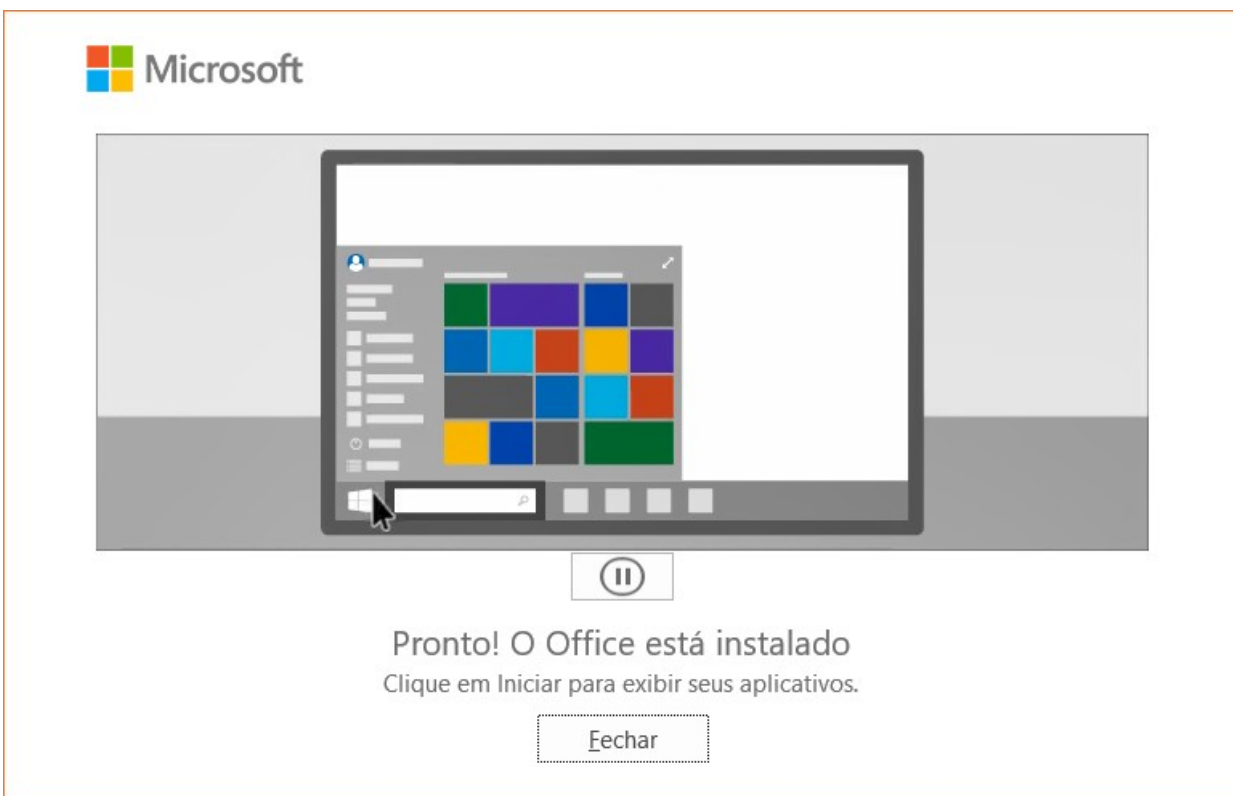 Microsoft
Pronto! O Office está instalado
Clique em Iniciar para exibir seus aplicativos.
Fechar